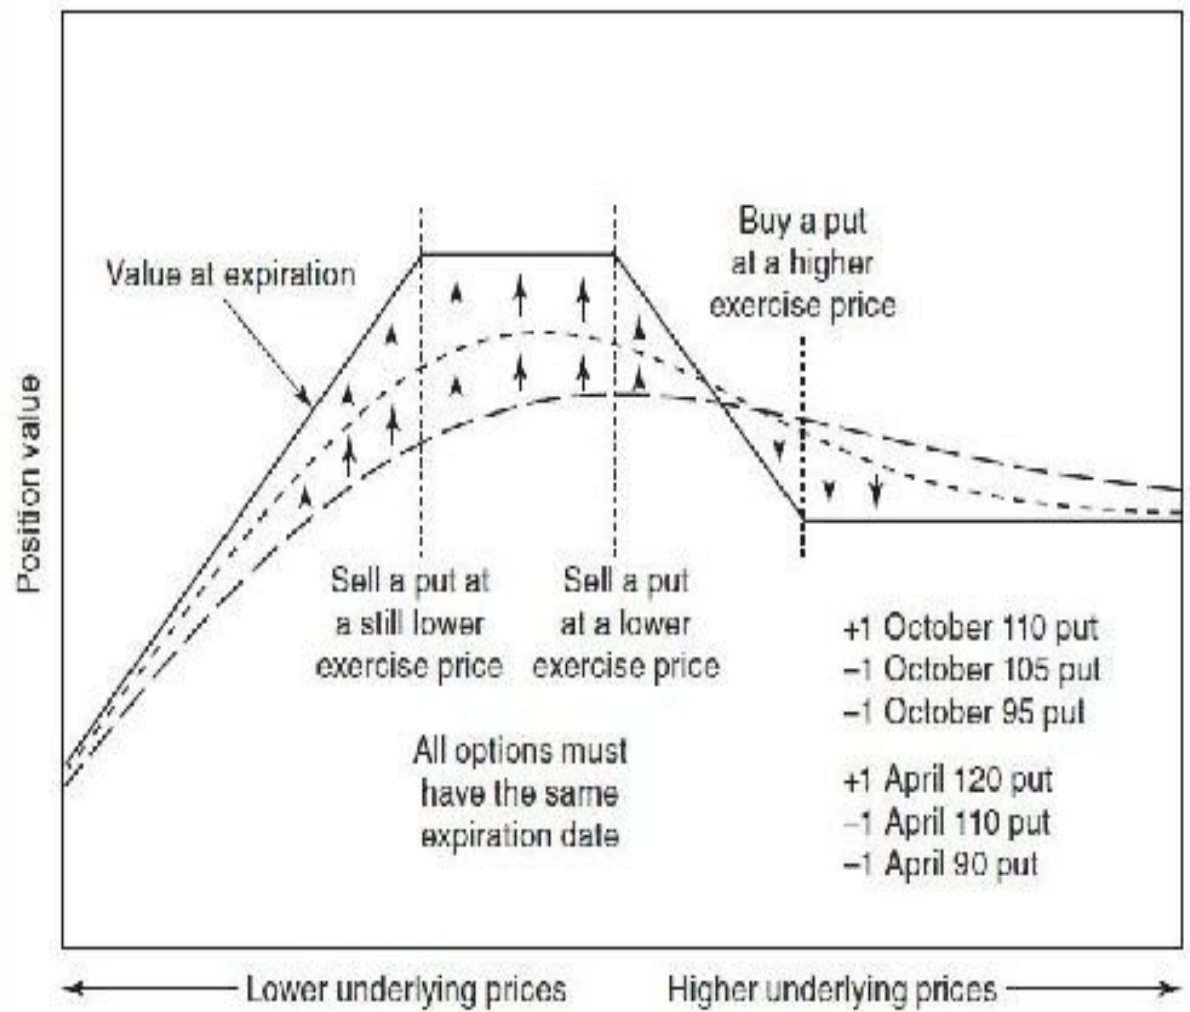 Buy a put
at a higher
exercise price
Value at expiration
Position value
Sell a put at
a still lower
exercise price
Sell a put
at a lower
exercise price
+1 October 110 put
–1 October 105 put
–1 October 95 put
All options must
have the same
expiration date
+1 April 120 put
–1 April 110 put
–1 April 90 put
Lower underlying prices
Higher underlying prices